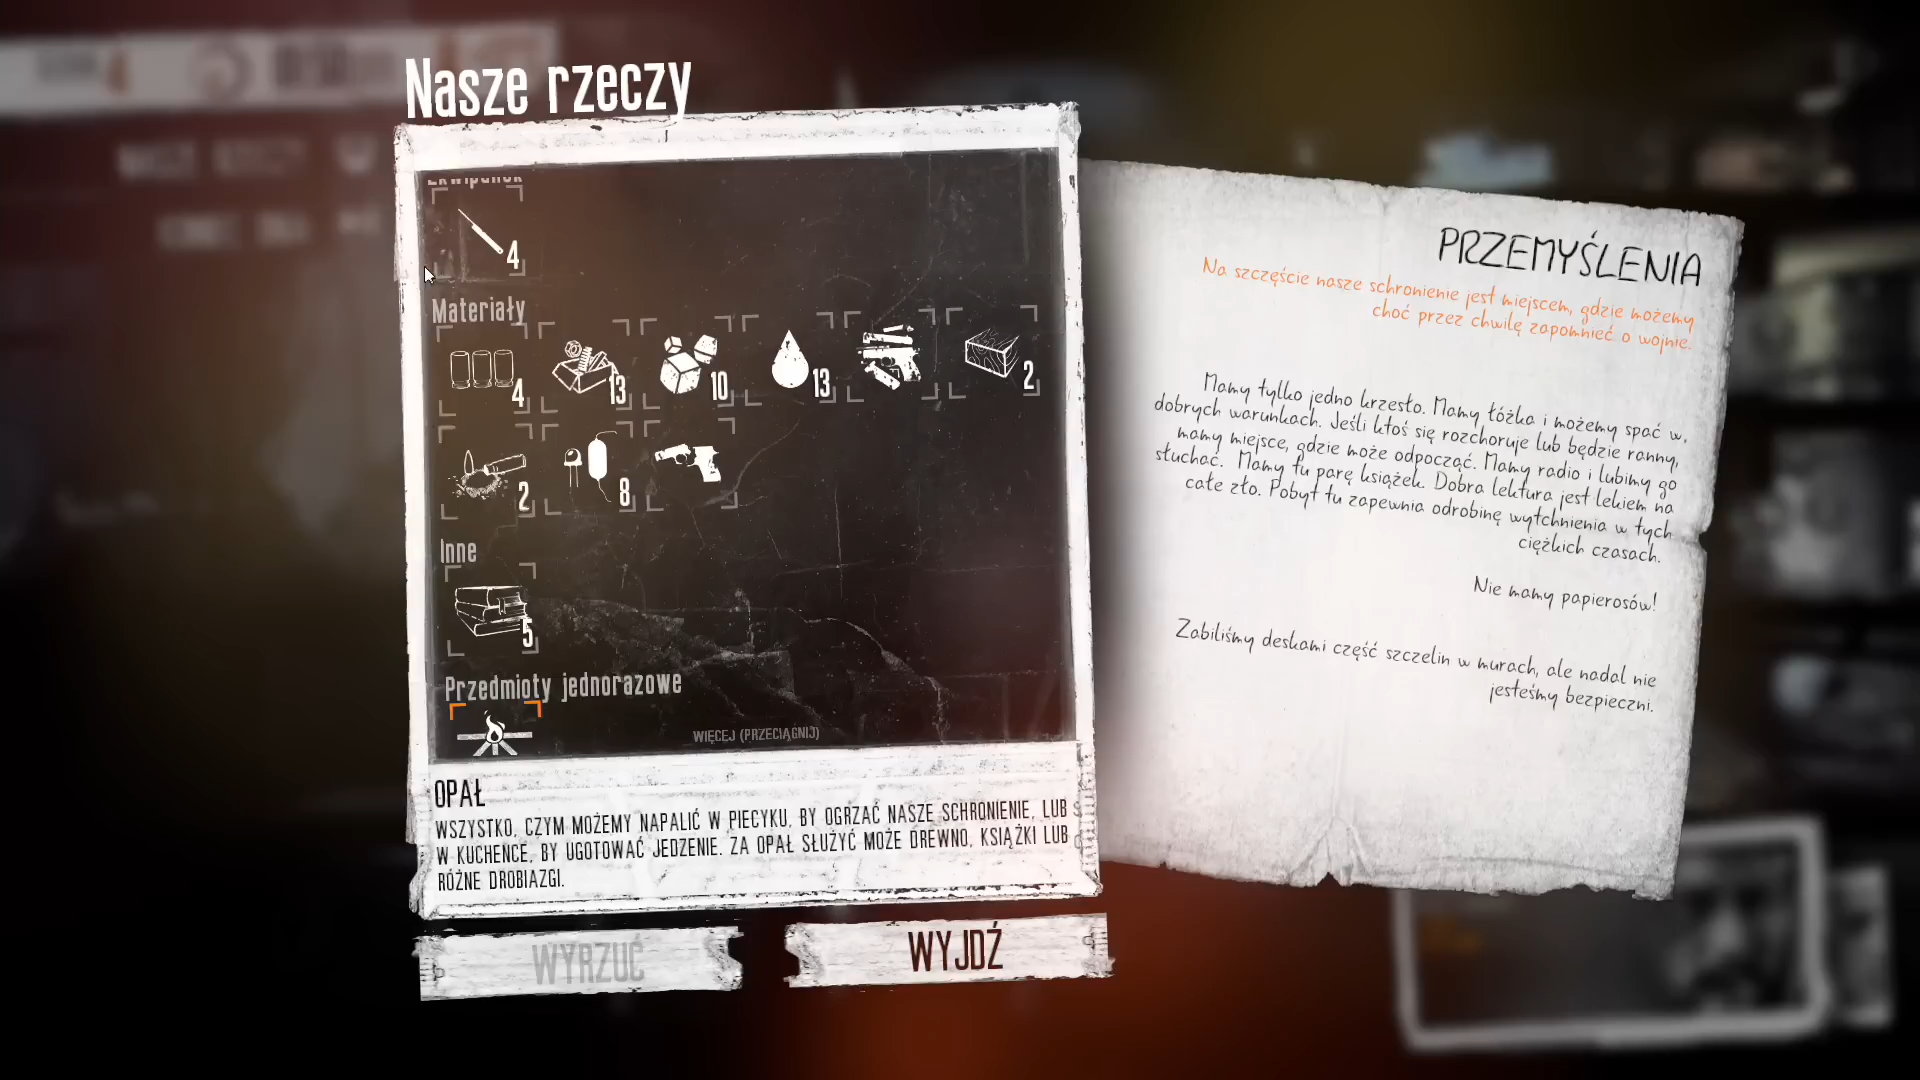 Nasze rzeczy
Ekwipunek
4
Materiały
4
13
10
13
2
2
8
Inne
5
Przedmioty jednorazowe
WIĘCEJ (PRZECIĄGNIJ)
OPAŁ
WSZYSTKO, CZYM MOŻEMY NAPALIĆ W PIECYKU, BY OGRZAĆ NASZE SCHRONIENIE, LUB
W KUCHENCE, BY UGOTOWAĆ JEDZENIE. ZA OPAŁ SŁUŻYĆ MOŻE DREWNO, KSIĄŻKI LUB
RÓŻNE DROBIAZGI.
WYRZUĆ
WYJDŹ
PRZEMYŚLENIA
Na szczęście nasze schronienie jest miejscem, gdzie możemy
choć przez chwilę zapomnieć o wojnie.
Mamy tylko jedno krzesło. Mamy łóżka i możemy spać w
dobrych warunkach. Jeśli ktoś się rozchoruje lub będzie ranny,
mamy miejsce, gdzie może odpocząć. Mamy radio i lubimy go
słuchać. Mamy tu parę książek. Dobra lektura jest lekiem na
całe zło. Pobyt tu zapewnia odrobinę wytchnienia w tych
ciężkich czasach.
Nie mamy papierosów!
Zabiliśmy deskami część szczelin w murach, ale nadal nie
jesteśmy bezpieczni.